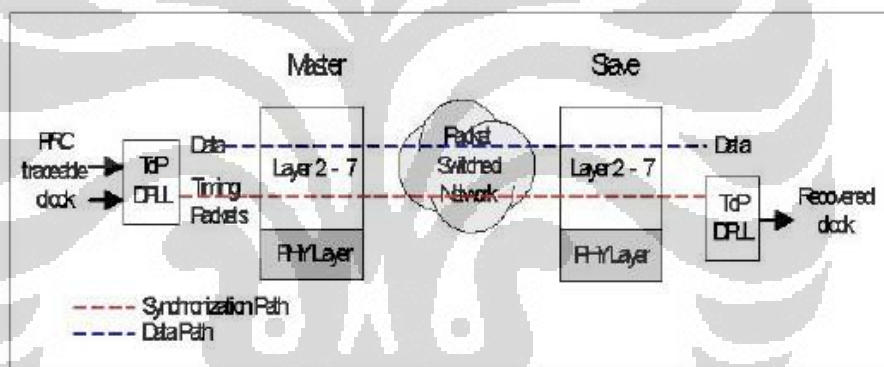 Master
Slave
PRC
traceable
clock
ToP
DPLL
Data
Timing
Packets
Layer 2 - 7
PHY Layer
Packet
Switched
Network
Layer 2 - 7
PHY Layer
Data
ToP
DPLL
Recovered
clock
Synchronization Path
Data Path